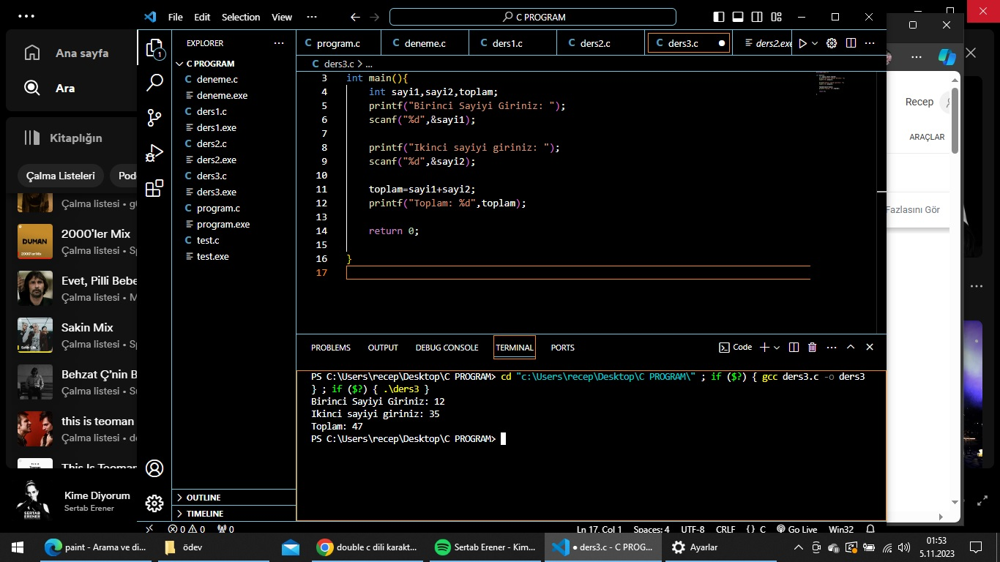 Ana sayfa
Ara
Kitaplığın
Çalma Listeleri
Çalma listesi •
2000'ler Mix
Çalma listesi •
DUMAN
2000'ler Mix
Evet, Pilli Bebe
Çalma listesi •
Sakin Mix
Çalma listesi •
Sakin Mix
Behzat Ç'nin B
Çalma listesi •
this is teoman
Çalma listesi •
This Is Teoman
Kime Diyorum
Sertab Erener
SERTAB
ERENER
File Edit Selection View ...
C PROGRAM
1
EXPLORER
C PROGRAM
C deneme.c
deneme.exe
C ders1.c
ders1.exe
C ders2.c
ders2.exe
C ders3.c
ders3.exe
C program.c
program.exe
C test.c
test.exe
OUTLINE
TIMELINE
C program.c C deneme.c C ders1.c C ders2.c C ders3.c ders2.exe
C ders3.c > ...
3 int main(){
4 int sayi1,sayi2,toplam;
5 printf("Birinci Sayiyi Giriniz: ");
6 scanf("%d",&sayi1);
7
8 printf("Ikinci sayiyi giriniz: ");
9 scanf("%d",&sayi2);
10
11 toplam=sayi1+sayi2;
12 printf("Toplam: %d",toplam);
13
14 return 0;
15
16 }
17
PROBLEMS OUTPUT DEBUG CONSOLE TERMINAL PORTS
Code
PS C:\Users\recep\Desktop\C PROGRAM> cd "c:\Users\recep\Desktop\C PROGRAM\" ; if ($?) { gcc ders3.c -o ders3
} ; if ($?) { .\ders3 }
Birinci Sayiyi Giriniz: 12
Ikinci sayiyi giriniz: 35
Toplam: 47
PS C:\Users\recep\Desktop\C PROGRAM>
0 0 0
Ln 17, Col 1 Spaces: 4 UTF-8 CRLF {} C Go Live Win32
Recep
ARAÇLAR
Fazlasını Gör
paint - Arama ve di...
ödev
double c dili karakt...
Sertab Erener - Kim...
● ders3.c - C PROG...
Ayarlar
01:53
5.11.2023